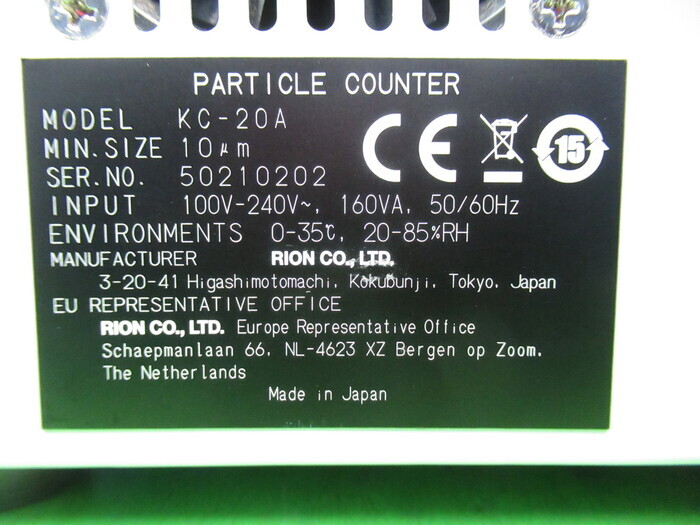 PARTICLE COUNTER
MODEL KC-20A
MIN.SIZE 10μm
SER.NO. 50210202
INPUT 100V-240V~, 160VA, 50/60Hz
ENVIRONMENTS 0-35℃, 20-85%RH
MANUFACTURER RION CO., LTD.
3-20-41 Higashimotomachi, Kokubunji, Tokyo, Japan
EU REPRESENTATIVE OFFICE
RION CO., LTD. Europe Representative Office
Schaepmanlaan 66, NL-4623 XZ Bergen op Zoom,
The Netherlands
Made in Japan
CE
15